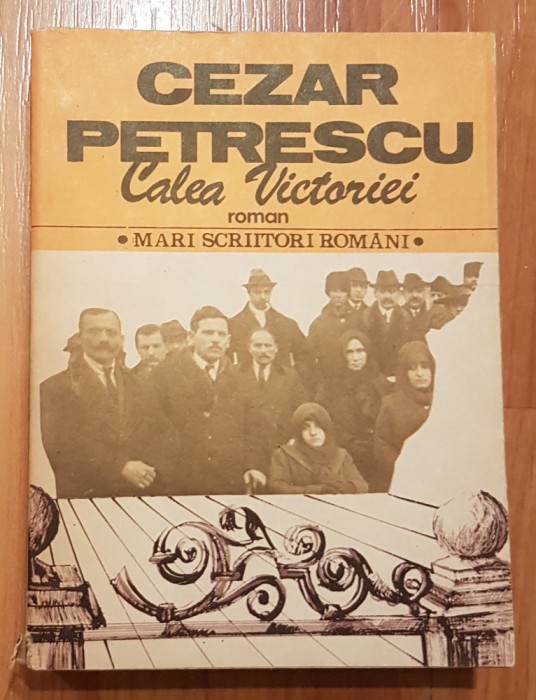 CEZAR
PETRESCU
Calea Victoriei
roman
• MARI SCRIITORI ROMÂNI •